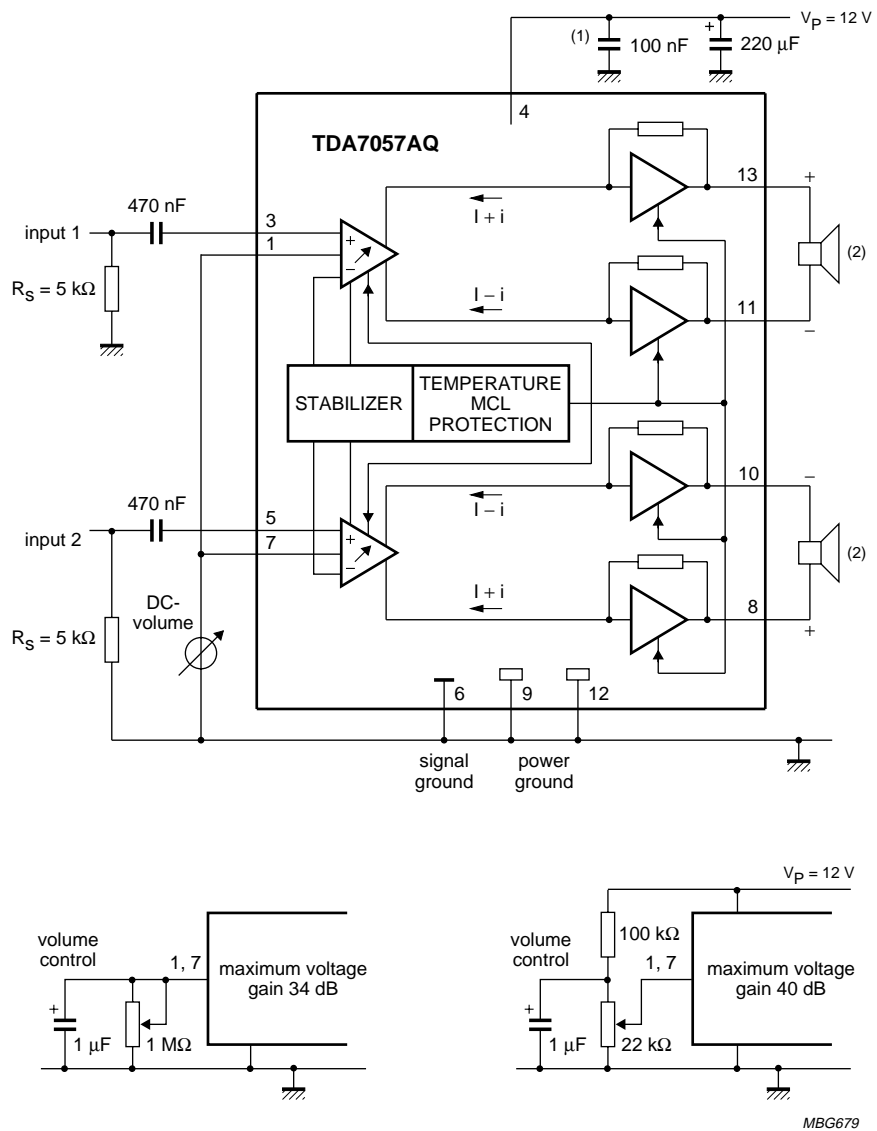 V_P = 12 V
(1)
100 nF
+
220 μF
4
TDA7057AQ
13
+
470 nF
3
input 1
1
I + i
+
−
(2)
R_S = 5 kΩ
I − i
11
−
STABILIZER
TEMPERATURE
MCL
PROTECTION
470 nF
5
input 2
7
10
−
I − i
+
−
(2)
DC-
volume
I + i
8
+
R_S = 5 kΩ
6
9
12
signal
ground
power
ground
volume
control
1, 7
maximum voltage
gain 34 dB
+
1 μF
1 MΩ
V_P = 12 V
volume
control
100 kΩ
1, 7
maximum voltage
gain 40 dB
+
1 μF
22 kΩ
MBG679